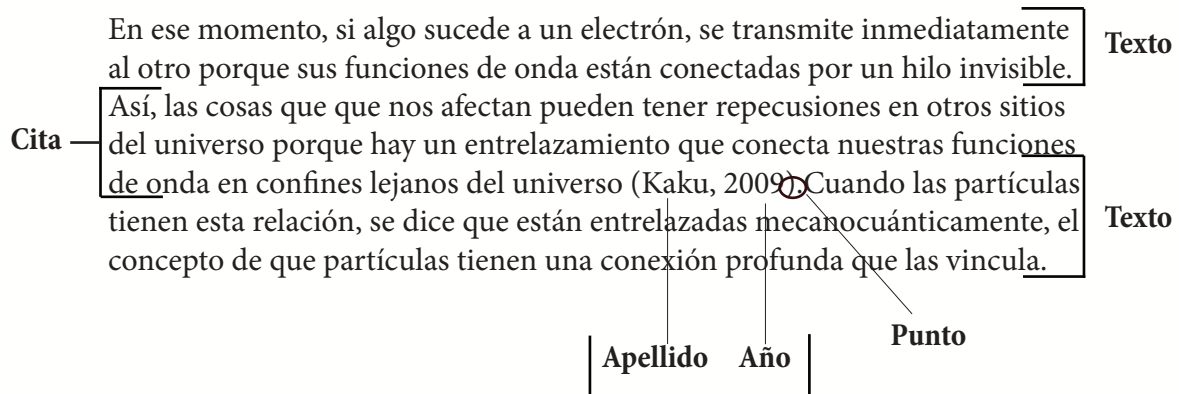 En ese momento, si algo sucede a un electrón, se transmite inmediatamente
al otro porque sus funciones de onda están conectadas por un hilo invisible.
Texto
Así, las cosas que que nos afectan pueden tener repecusiones en otros sitios
Cita
del universo porque hay un entrelazamiento que conecta nuestras funciones
de onda en confines lejanos del universo (Kaku, 2009).Cuando las partículas
tienen esta relación, se dice que están entrelazadas mecanocuánticamente, el
Texto
concepto de que partículas tienen una conexión profunda que las vincula.
Punto
Apellido Año